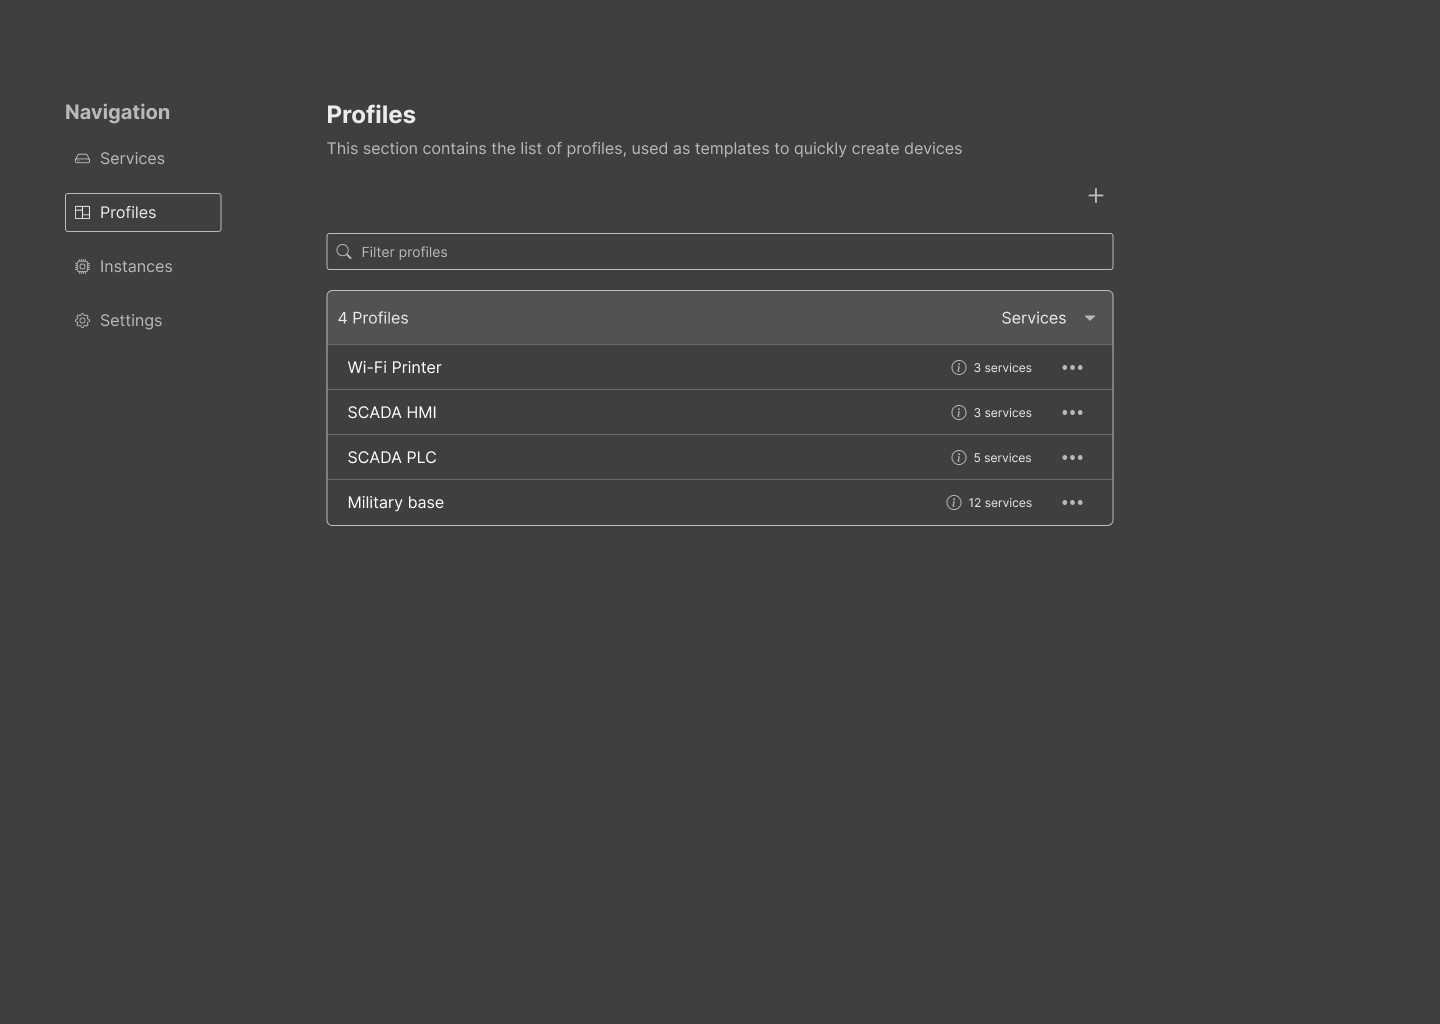 Navigation
Services
Profiles
Instances
Settings
Profiles
This section contains the list of profiles, used as templates to quickly create devices
Filter profiles
4 Profiles Services
Wi-Fi Printer 3 services
SCADA HMI 3 services
SCADA PLC 5 services
Military base 12 services